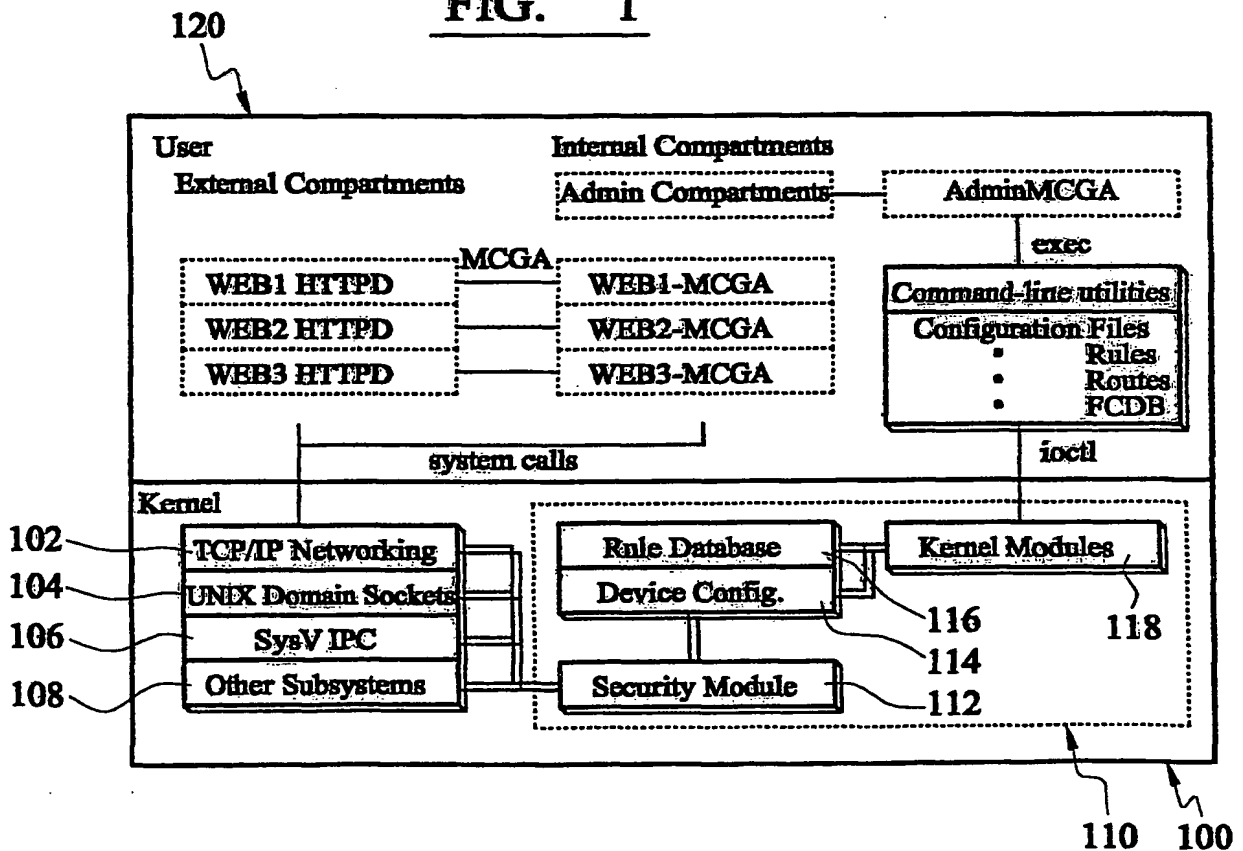 FIG. 1
120
User
Internal Compartments
External Compartments
Admin Compartments
AdminMCGA
exec
MCGA
WEB1 HTTPD
WEB1-MCGA
WEB2 HTTPD
WEB2-MCGA
WEB3 HTTPD
WEB3-MCGA
Command-line utilities
Configuration Files
▪ Rules
▪ Routes
▪ FCDB
system calls
ioctl
Kernel
102
TCP/IP Networking
Rule Database
Kernel Modules
104
UNIX Domain Sockets
Device Config.
106
SysV IPC
116
118
114
108
Other Subsystems
Security Module
112
110
100